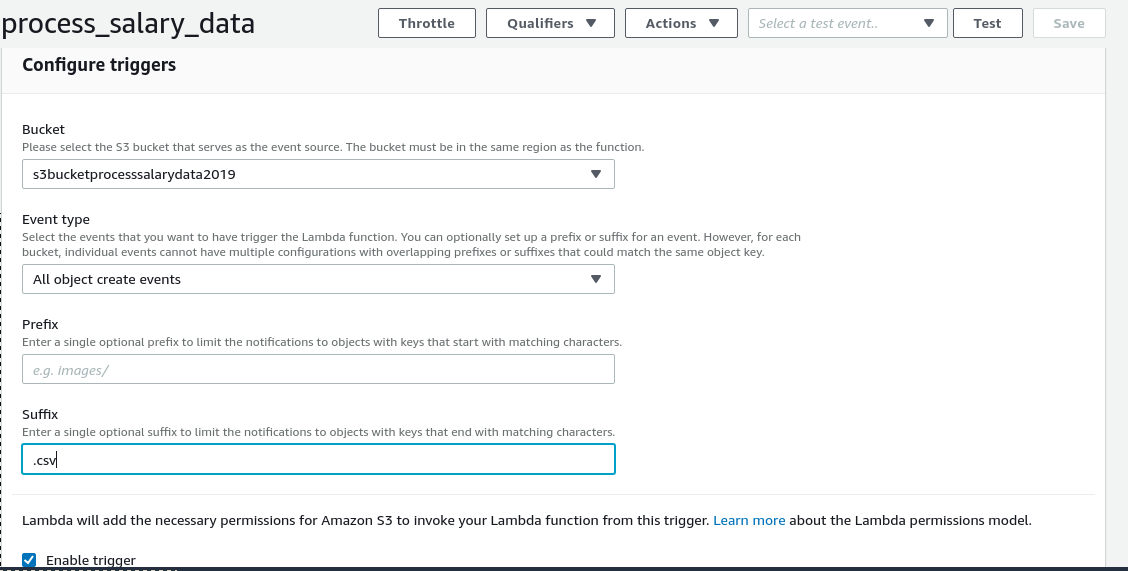 process_salary_data
Throttle
Qualifiers
Actions
Select a test event..
Test
Save
Configure triggers
Bucket
Please select the S3 bucket that serves as the event source. The bucket must be in the same region as the function.
s3bucketprocesssalarydata2019
Event type
Select the events that you want to have trigger the Lambda function. You can optionally set up a prefix or suffix for an event. However, for each
bucket, individual events cannot have multiple configurations with overlapping prefixes or suffixes that could match the same object key.
All object create events
Prefix
Enter a single optional prefix to limit the notifications to objects with keys that start with matching characters.
e.g. images/
Suffix
Enter a single optional suffix to limit the notifications to objects with keys that end with matching characters.
.csv
Lambda will add the necessary permissions for Amazon S3 to invoke your Lambda function from this trigger. Learn more about the Lambda permissions model.
Enable trigger